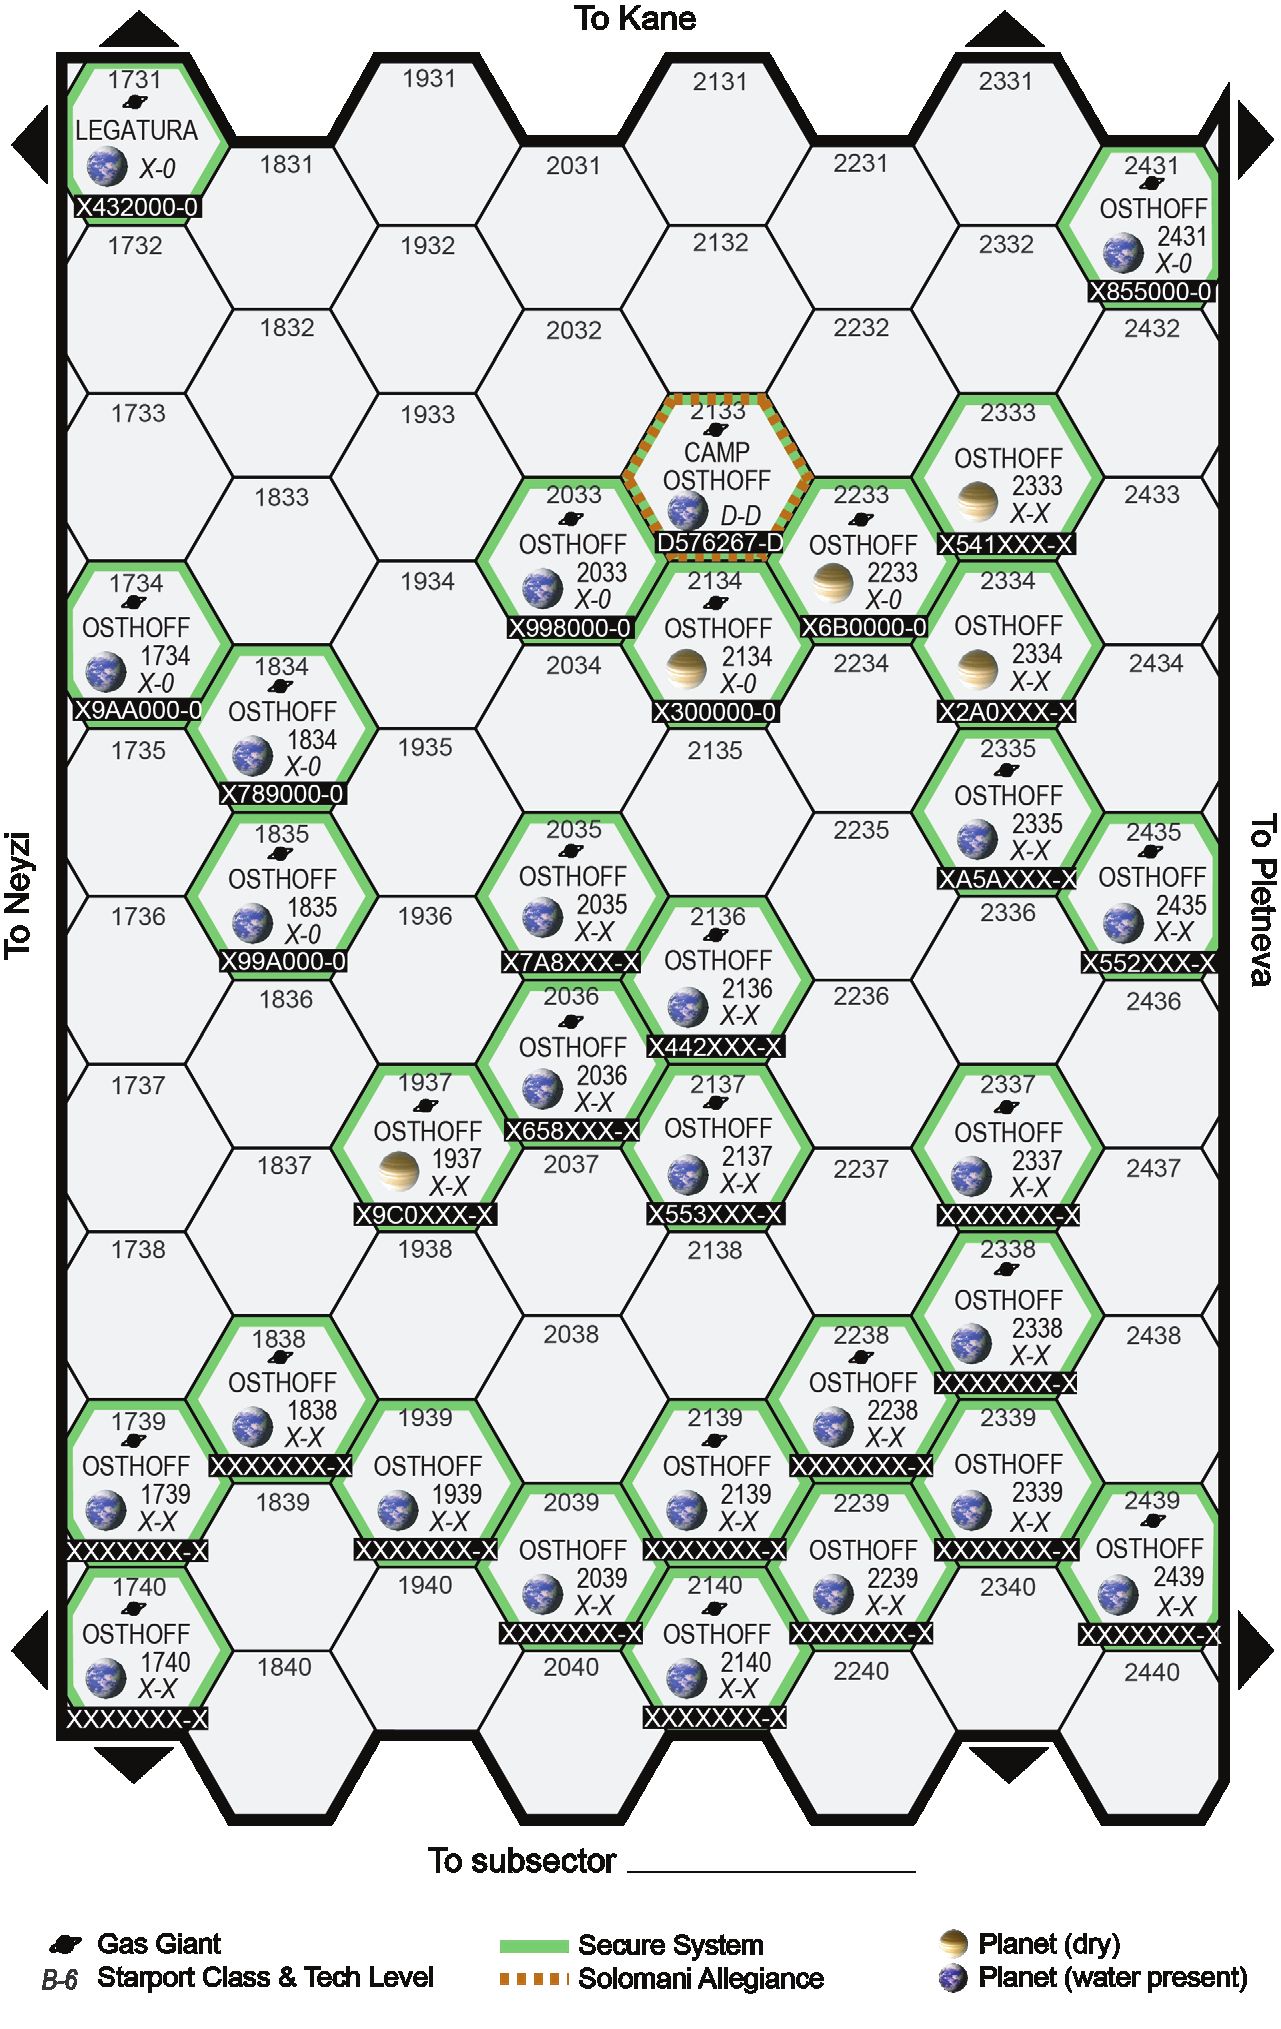 To Kane
1731
LEGATURA
X-0
X432000-0
1931
2131
2331
1831
2031
2231
2431
OSTHOFF
2431
X-0
X855000-0
1732
1932
2132
2332
1832
2032
2232
2432
1733
1933
2133
CAMP
OSTHOFF
D-D
D576267-D
2333
OSTHOFF
2333
X-X
X541XXX-X
1833
2033
OSTHOFF
2033
X-0
X998000-0
2233
OSTHOFF
2233
X-0
X6B0000-0
2433
1734
OSTHOFF
1734
X-0
X9AA000-0
1934
2134
OSTHOFF
2134
X-0
X300000-0
2334
OSTHOFF
2334
X-X
X2A0XXX-X
1834
OSTHOFF
1834
X-0
X789000-0
2034
2234
2434
1735
1935
2135
2335
OSTHOFF
2335
X-X
XA5AXXX-X
1835
OSTHOFF
1835
X-0
X99A000-0
2035
OSTHOFF
2035
X-X
X7A8XXX-X
2235
2435
OSTHOFF
2435
X-X
X552XXX-X
To Neyzi
To Pletneva
1736
1936
2136
OSTHOFF
2136
X-X
X442XXX-X
2336
1836
2036
OSTHOFF
2036
X-X
X658XXX-X
2236
2436
1737
1937
OSTHOFF
1937
X-X
X9C0XXX-X
2137
OSTHOFF
2137
X-X
X553XXX-X
2337
OSTHOFF
2337
X-X
XXXXXXX-X
1837
2037
2237
2437
1738
1938
2138
2338
OSTHOFF
2338
X-X
XXXXXXX-X
1838
OSTHOFF
1838
X-X
XXXXXXX-X
2038
2238
OSTHOFF
2238
X-X
XXXXXXX-X
2438
1739
OSTHOFF
1739
X-X
XXXXXXX-X
1939
OSTHOFF
1939
X-X
XXXXXXX-X
2139
OSTHOFF
2139
X-X
XXXXXXX-X
2339
OSTHOFF
2339
X-X
XXXXXXX-X
1839
2039
OSTHOFF
2039
X-X
XXXXXXX-X
2239
OSTHOFF
2239
X-X
XXXXXXX-X
2439
OSTHOFF
2439
X-X
XXXXXXX-X
1740
OSTHOFF
1740
X-X
XXXXXXX-X
1940
2140
OSTHOFF
2140
X-X
XXXXXXX-X
2340
1840
2040
2240
2440
To subsector
Gas Giant
B-6 Starport Class & Tech Level
Secure System
Solomani Allegiance
Planet (dry)
Planet (water present)